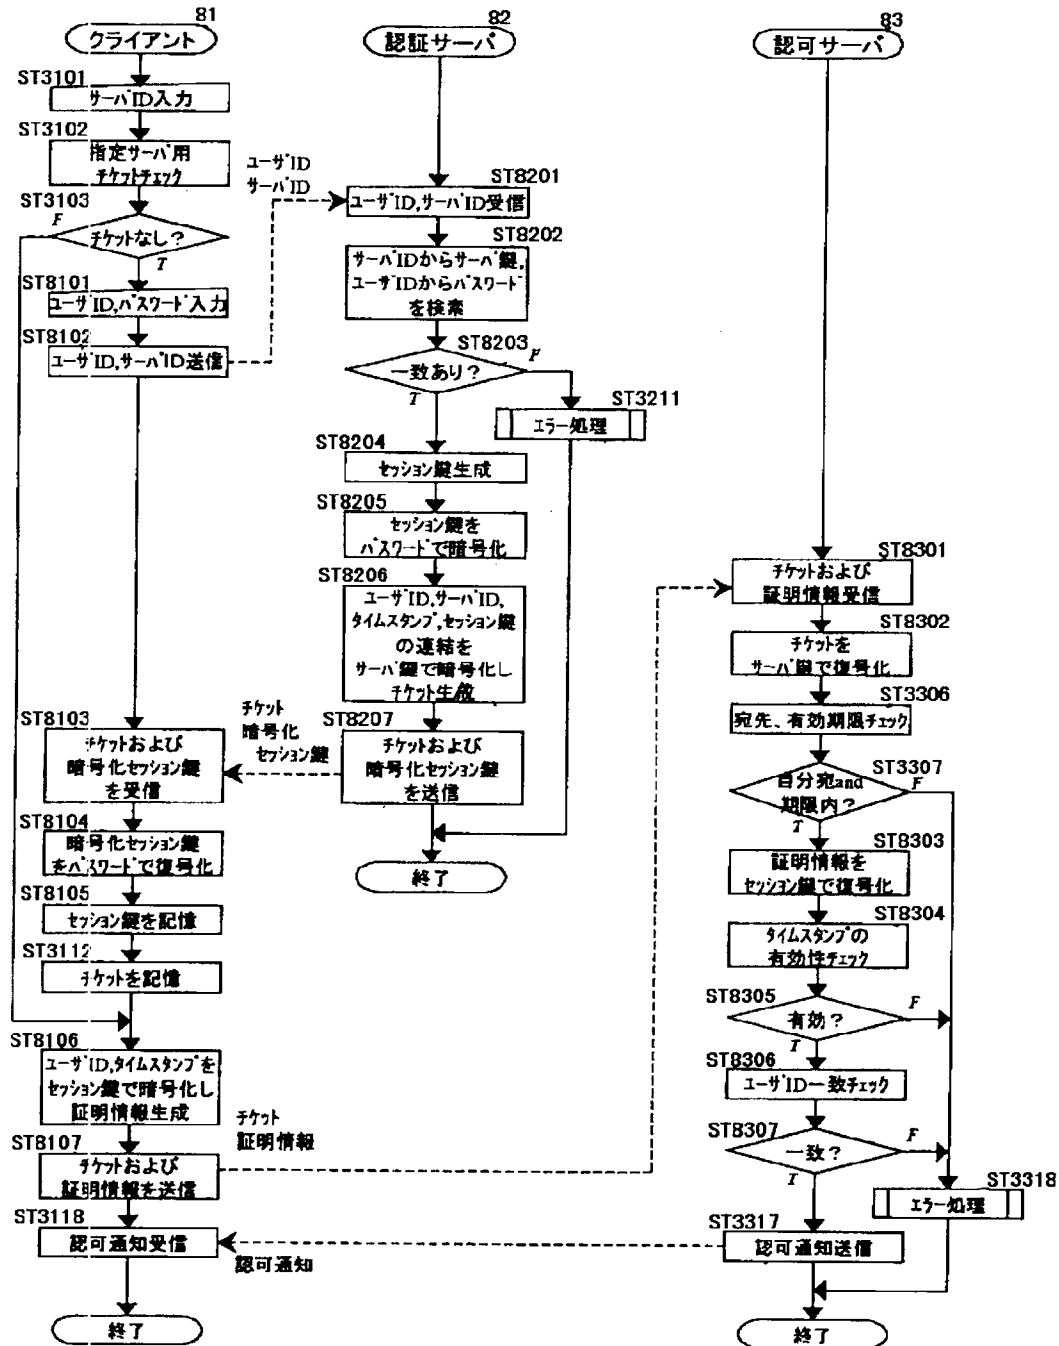 81
クライアント
ST3101
サーバID入力
ST3102
指定サーバ用
チケットチェック
ST3103
F
チケットなし?
T
ST8101
ユーザID,パスワード入力
ST8102
ユーザID,サーバID送信
ユーザID
サーバID
ST8103
チケットおよび
暗号化セッション鍵
を受信
ST8104
暗号化セッション鍵
をパスワードで復号化
ST8105
セッション鍵を記憶
ST3112
チケットを記憶
ST8106
ユーザID,タイムスタンプを
セッション鍵で暗号化し
証明情報生成
ST8107
チケットおよび
証明情報を送信
チケット
証明情報
ST3118
認可通知受信
認可通知
終了
82
認証サーバ
ST8201
ユーザID,サーバID受信
ST8202
サーバIDからサーバ鍵,
ユーザIDからパスワード
を検索
ST8203
一致あり?
F
T
ST3211
エラー処理
ST8204
セッション鍵生成
ST8205
セッション鍵を
パスワードで暗号化
ST8206
ユーザID,サーバID,
タイムスタンプ,セッション鍵
の連結を
サーバ鍵で暗号化し
チケット生成
ST8207
チケットおよび
暗号化セッション鍵
を送信
チケット
暗号化
セッション鍵
終了
83
認可サーバ
ST8301
チケットおよび
証明情報受信
ST8302
チケットを
サーバ鍵で復号化
ST3306
宛先、有効期限チェック
ST3307
自分宛and
期限内?
F
T
ST8303
証明情報を
セッション鍵で復号化
ST8304
タイムスタンプの
有効性チェック
ST8305
有効?
F
T
ST8306
ユーザID一致チェック
ST8307
一致?
F
T
ST3318
エラー処理
ST3317
認可通知送信
終了